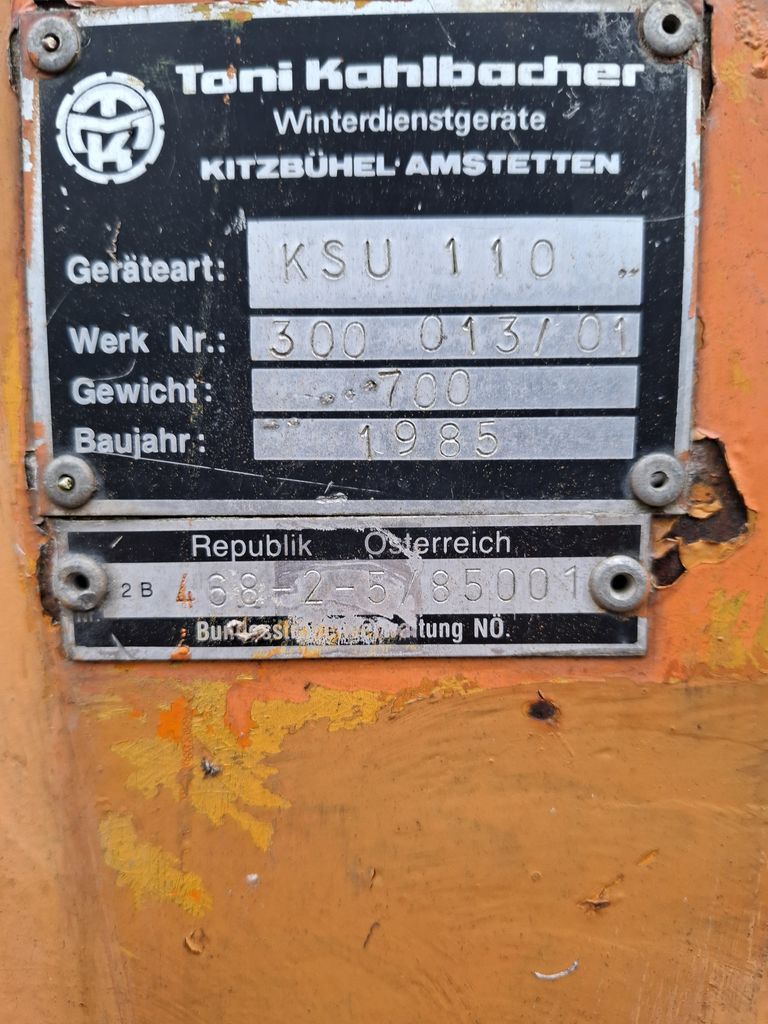 Toni Kahlbacher
Winterdienstgeräte
KITZBÜHEL·AMSTETTEN
Geräteart: KSU 110
Werk Nr.: 300 013/01
Gewicht: 700
Baujahr: 1985
Republik Österreich
2B 468-2-5/85001
NÖ.